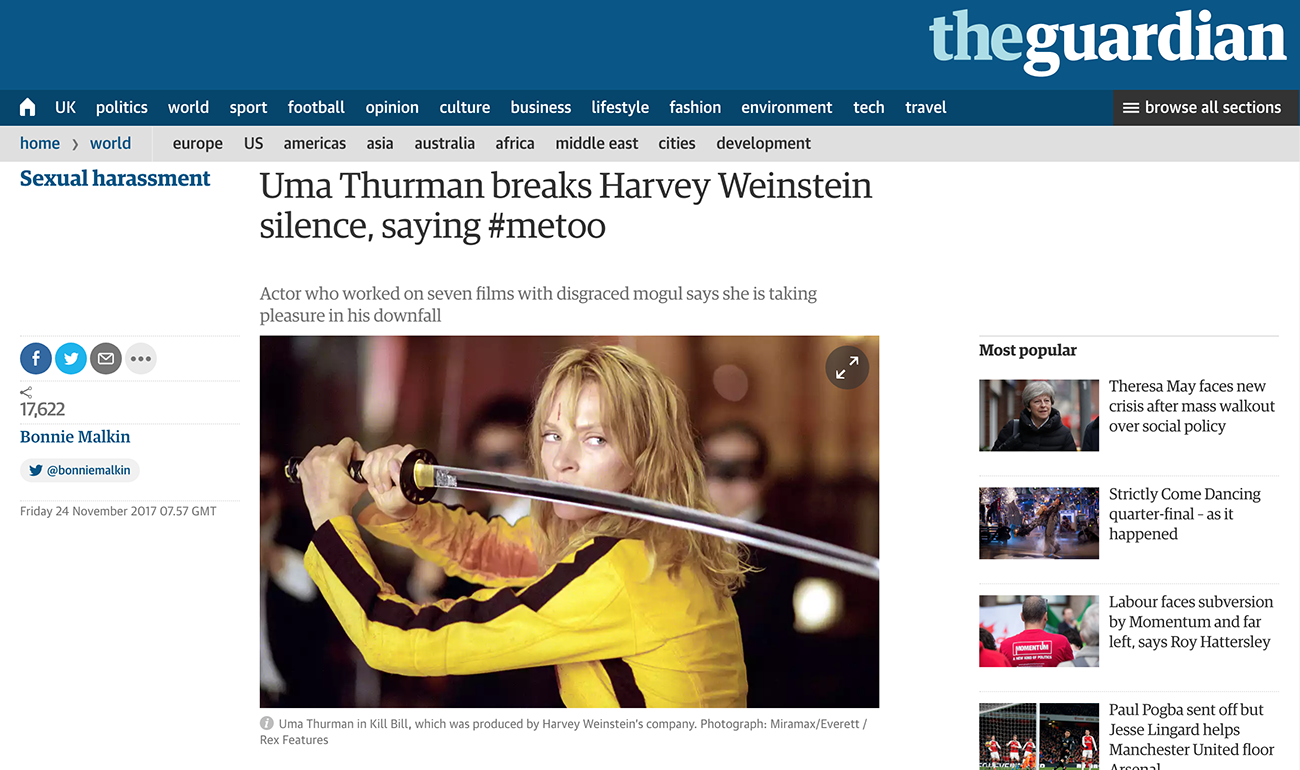 theguardian
UK politics world sport football opinion culture business lifestyle fashion environment tech travel browse all sections
home › world europe US americas asia australia africa middle east cities development
Sexual harassment
Uma Thurman breaks Harvey Weinstein
silence, saying #metoo
Actor who worked on seven films with disgraced mogul says she is taking
pleasure in his downfall
17,622
Bonnie Malkin
@bonniemalkin
Friday 24 November 2017 07.57 GMT
Uma Thurman in Kill Bill, which was produced by Harvey Weinstein's company. Photograph: Miramax/Everett /
Rex Features
Most popular
Theresa May faces new
crisis after mass walkout
over social policy
Strictly Come Dancing
quarter-final – as it
happened
MOMENTUM
A NEW KIND OF POLITICS
Labour faces subversion
by Momentum and far
left, says Roy Hattersley
Paul Pogba sent off but
Jesse Lingard helps
Manchester United floor
Arsenal